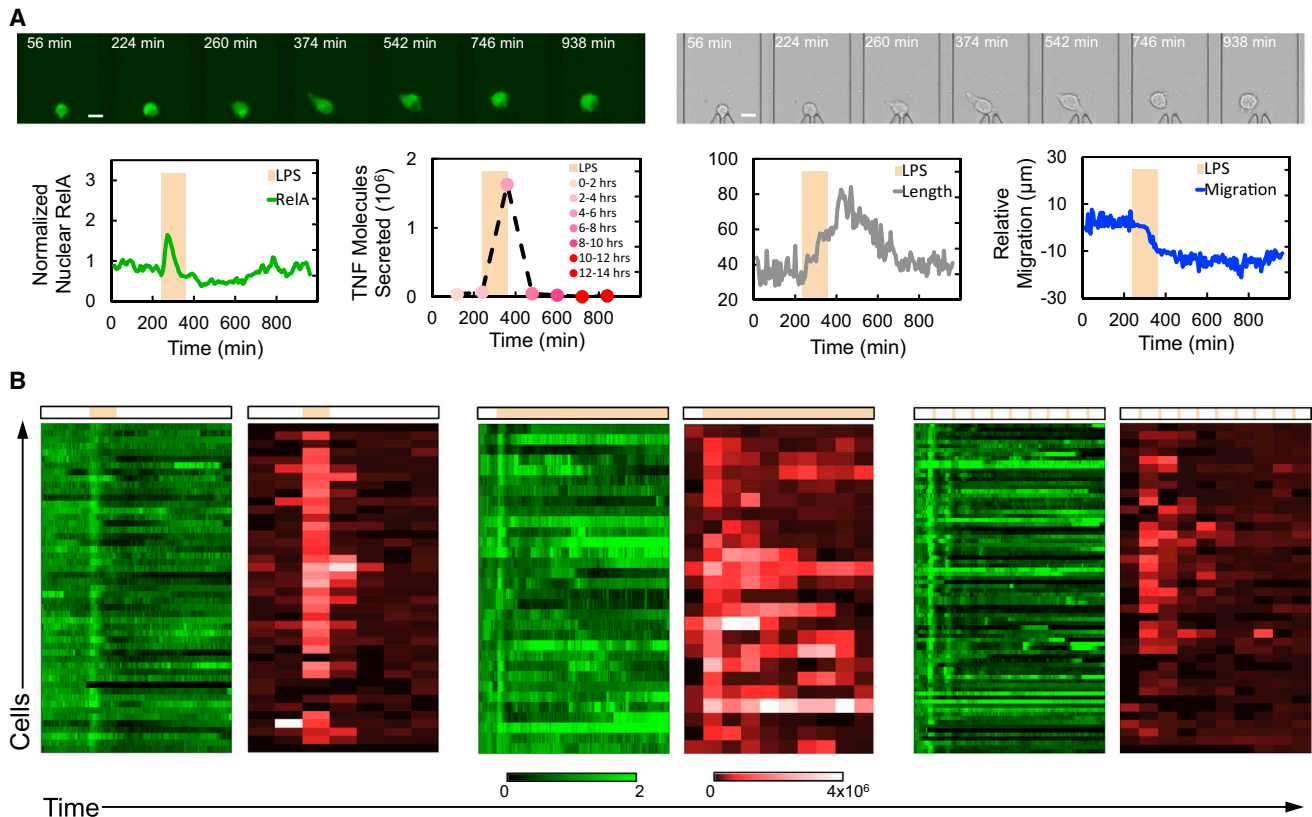 A
56 min 224 min 260 min 374 min 542 min 746 min 938 min
56 min 224 min 260 min 374 min 542 min 746 min 938 min
Normalized
Nuclear RelA
3
2
1
0
LPS
RelA
0 200 400 600 800
Time (min)
TNF Molecules
Secreted (10⁶)
2
1
0
LPS
0-2 hrs
2-4 hrs
4-6 hrs
6-8 hrs
8-10 hrs
10-12 hrs
12-14 hrs
0 200 400 600 800
Time (min)
100
80
60
40
20
LPS
Length
0 200 400 600 800
Time (min)
Relative
Migration (µm)
30
10
-10
-30
LPS
Migration
0 200 400 600 800
Time (min)
B
Cells
0 2
0 4x10⁶
Time